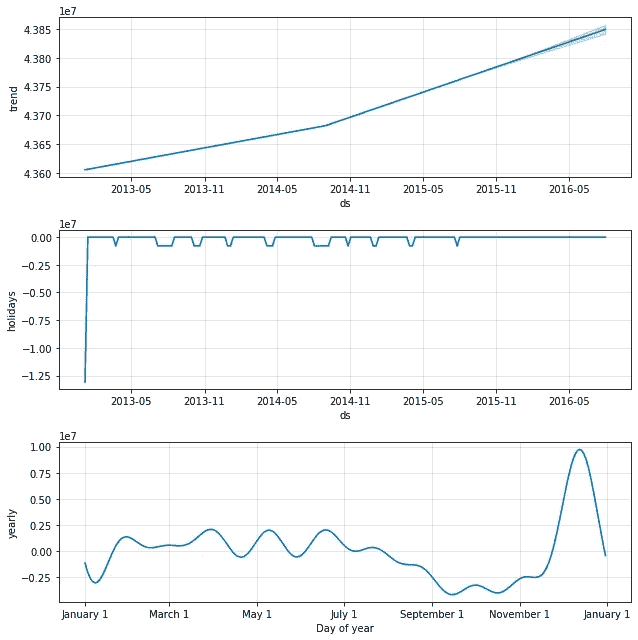 1e7
4.385
4.380
4.375
4.370
4.365
4.360
trend
2013-05 2013-11 2014-05 2014-11 2015-05 2015-11 2016-05
ds
1e7
0.00
−0.25
−0.50
−0.75
−1.00
−1.25
holidays
2013-05 2013-11 2014-05 2014-11 2015-05 2015-11 2016-05
ds
1e7
1.00
0.75
0.50
0.25
0.00
−0.25
yearly
January 1 March 1 May 1 July 1 September 1 November 1 January 1
Day of year